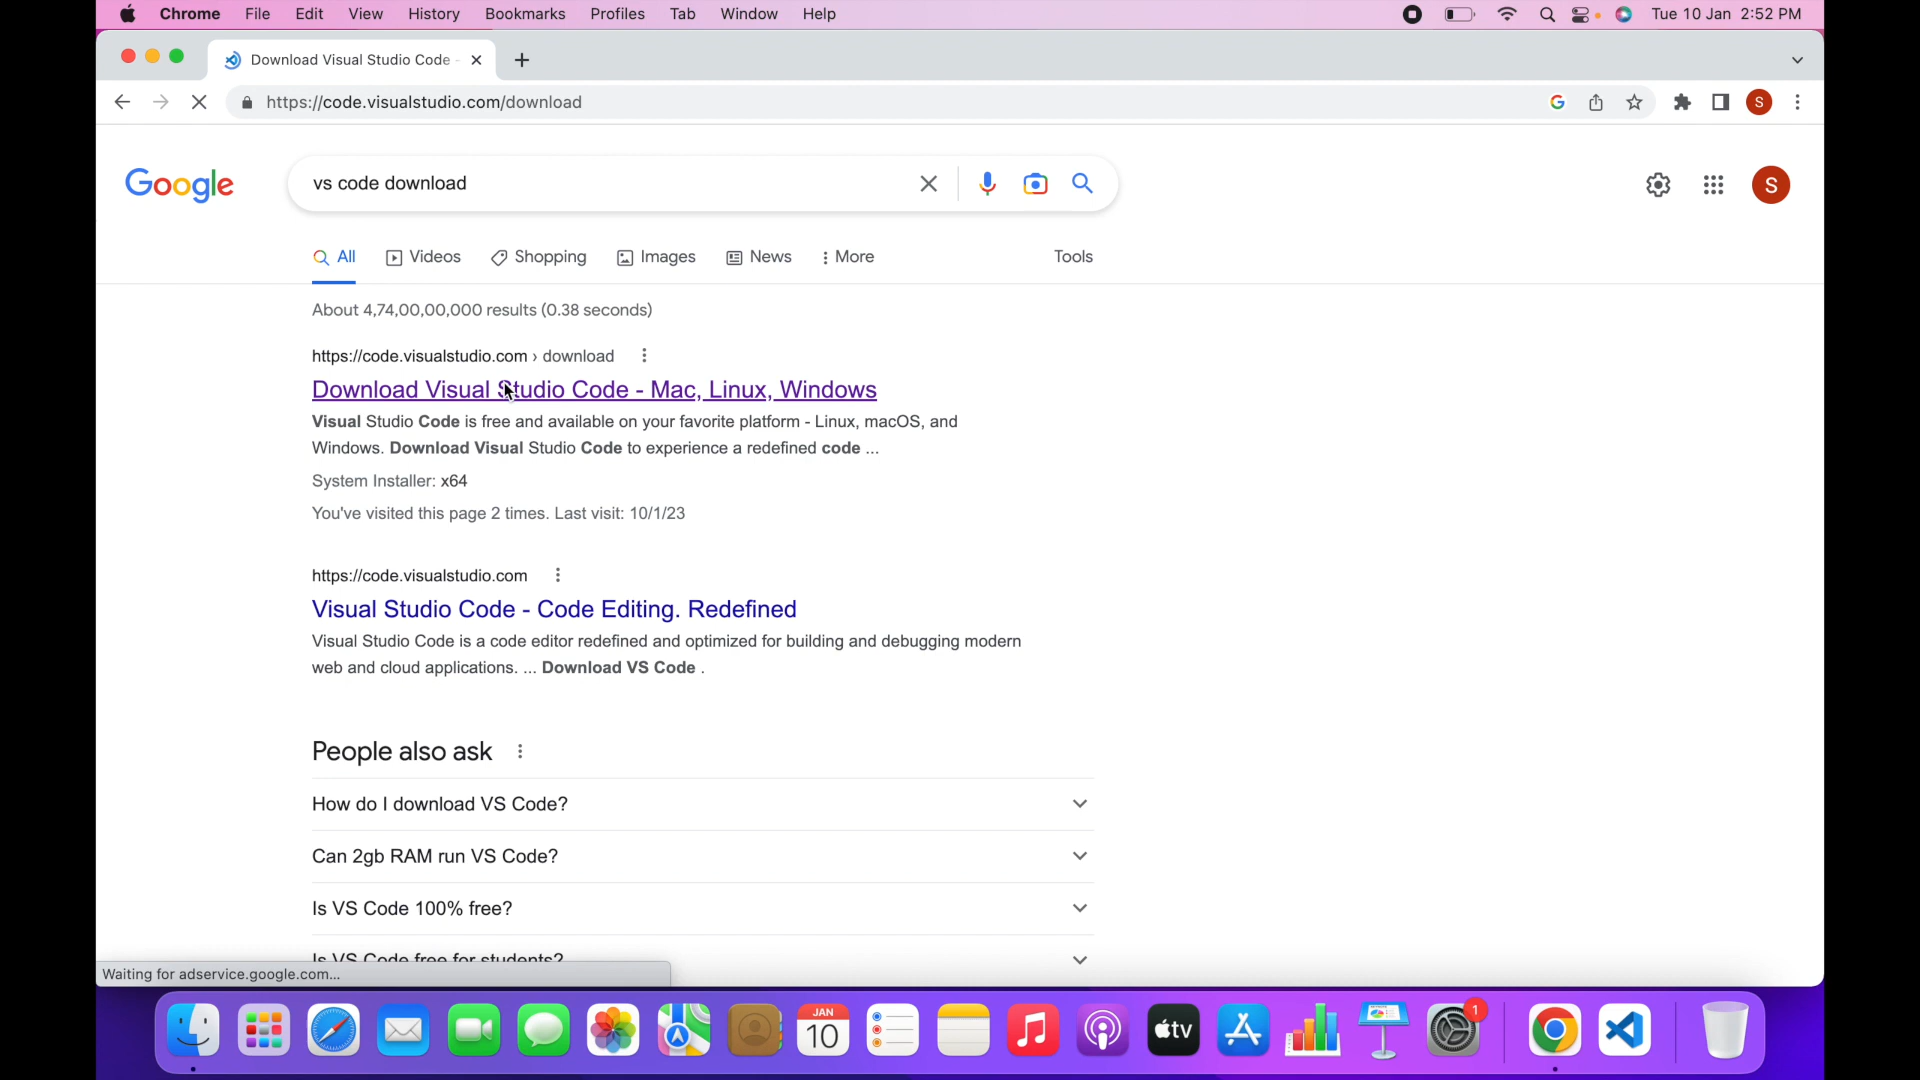 Chrome File Edit View History Bookmarks Profiles Tab Window Help Tue 10 Jan 2:52 PM
Download Visual Studio Code -
https://code.visualstudio.com/download S
Google vs code download S
All Videos Shopping Images News More Tools
About 4,74,00,00,000 results (0.38 seconds)
https://code.visualstudio.com › download
Download Visual Studio Code - Mac, Linux, Windows
Visual Studio Code is free and available on your favorite platform - Linux, macOS, and
Windows. Download Visual Studio Code to experience a redefined code ...
System Installer: x64
You've visited this page 2 times. Last visit: 10/1/23
https://code.visualstudio.com
Visual Studio Code - Code Editing. Redefined
Visual Studio Code is a code editor redefined and optimized for building and debugging modern
web and cloud applications. ... Download VS Code .
People also ask
How do I download VS Code?
Can 2gb RAM run VS Code?
Is VS Code 100% free?
Is VS Code free for students?
Waiting for adservice.google.com...
JAN
10
tv
1